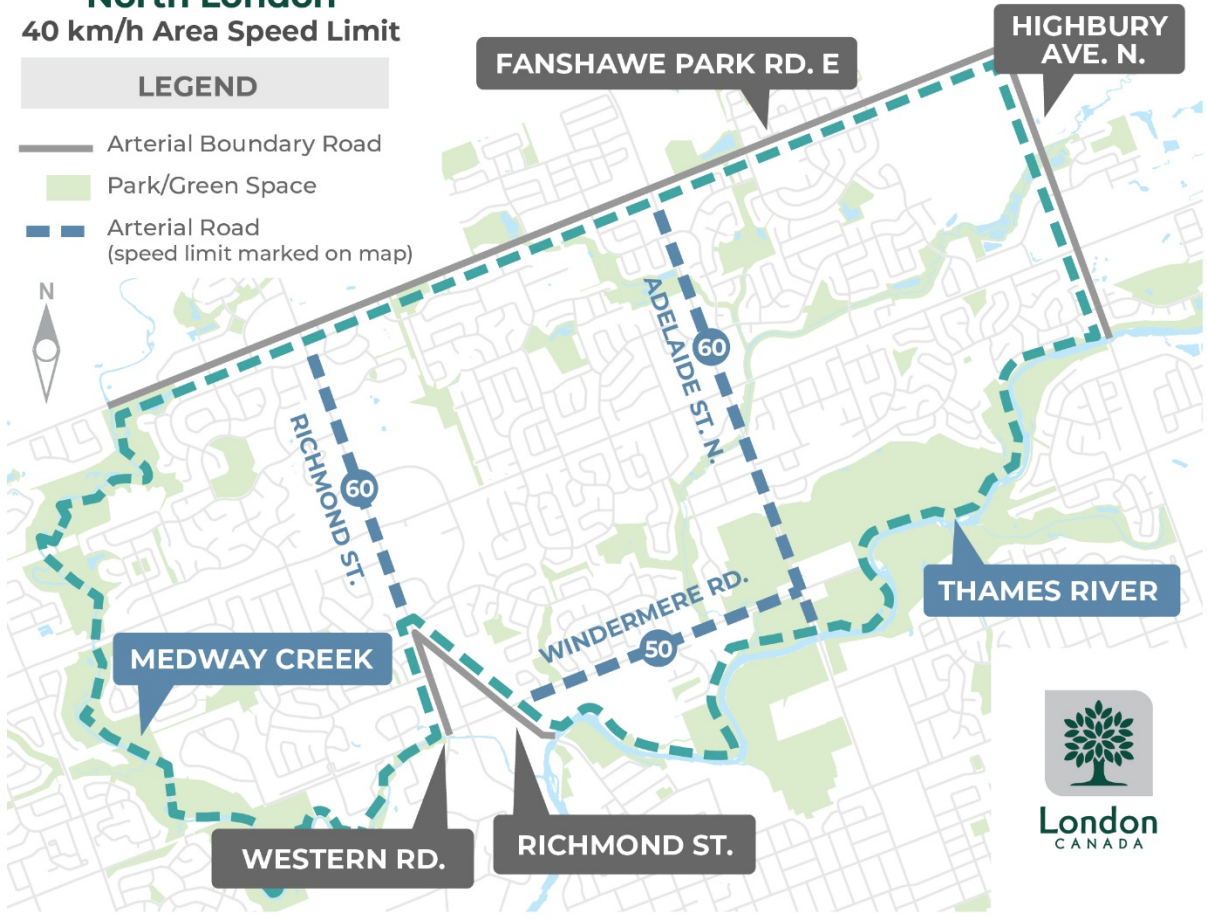 North London
40 km/h Area Speed Limit
LEGEND
Arterial Boundary Road
Park/Green Space
Arterial Road
(speed limit marked on map)
N
FANSHAWE PARK RD. E
HIGHBURY
AVE. N.
ADELAIDE ST. N.
60
RICHMOND ST.
60
WINDERMERE RD.
50
THAMES RIVER
MEDWAY CREEK
WESTERN RD.
RICHMOND ST.
London
CANADA